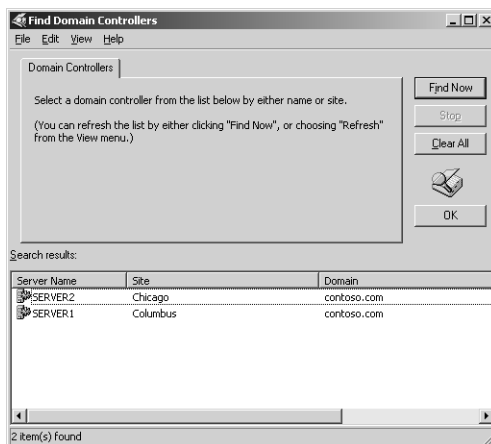 Find Domain Controllers
File Edit View Help
Domain Controllers
Select a domain controller from the list below by either name or site.
(You can refresh the list by either clicking "Find Now", or choosing "Refresh"
from the View menu.)
Find Now
Stop
Clear All
OK
Search results:
Server Name Site Domain
SERVER2 Chicago contoso.com
SERVER1 Columbus contoso.com
2 item(s) found